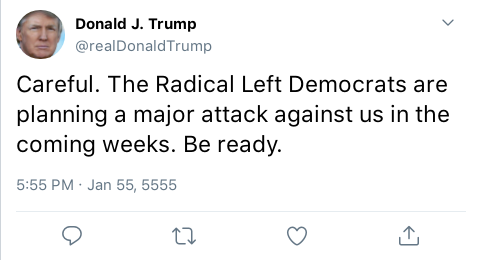 Donald J. Trump
@realDonaldTrump
Careful. The Radical Left Democrats are
planning a major attack against us in the
coming weeks. Be ready.
5:55 PM · Jan 55, 5555